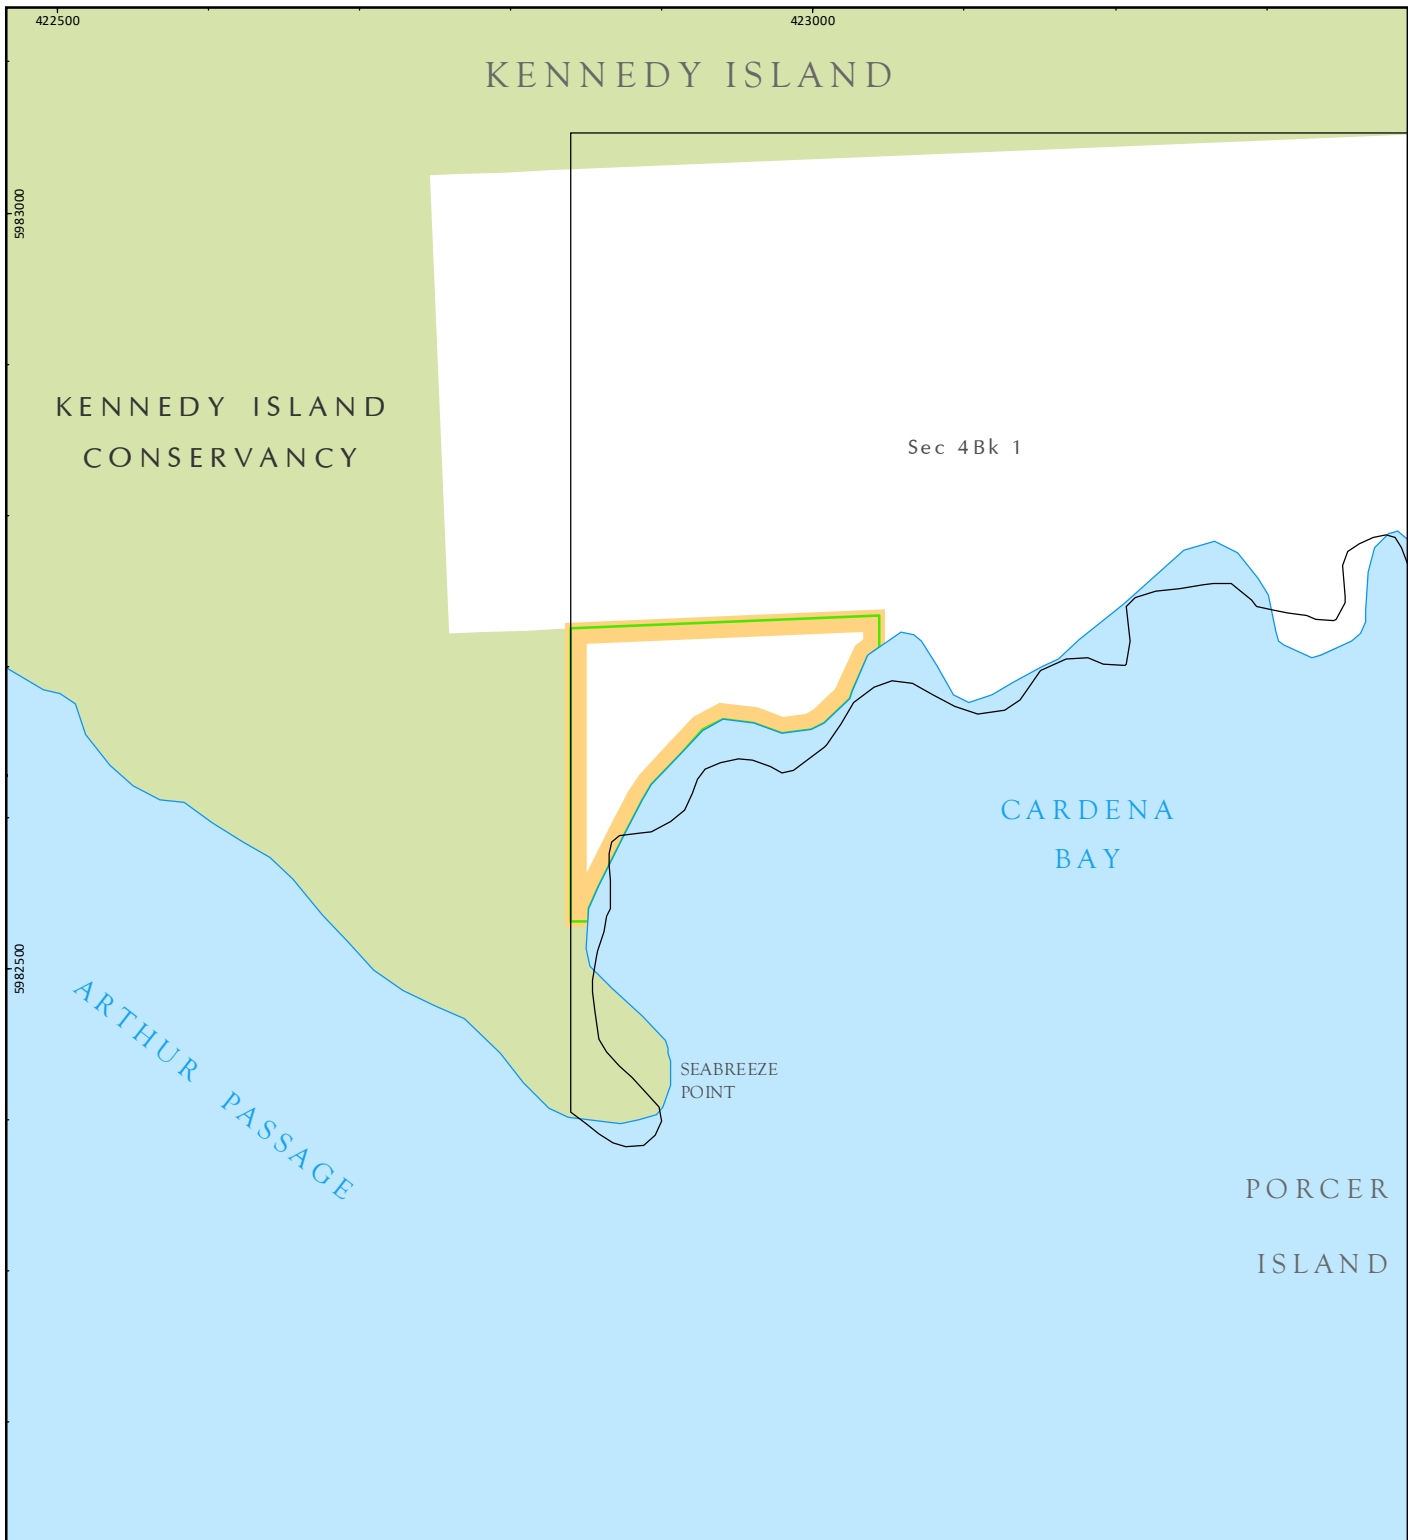 422500
423000
KENNEDY ISLAND
5983000
KENNEDY ISLAND
CONSERVANCY
Sec 4Bk 1
CARDENA
BAY
5982500
ARTHUR PASSAGE
SEABREEZE
POINT
PORCER
ISLAND